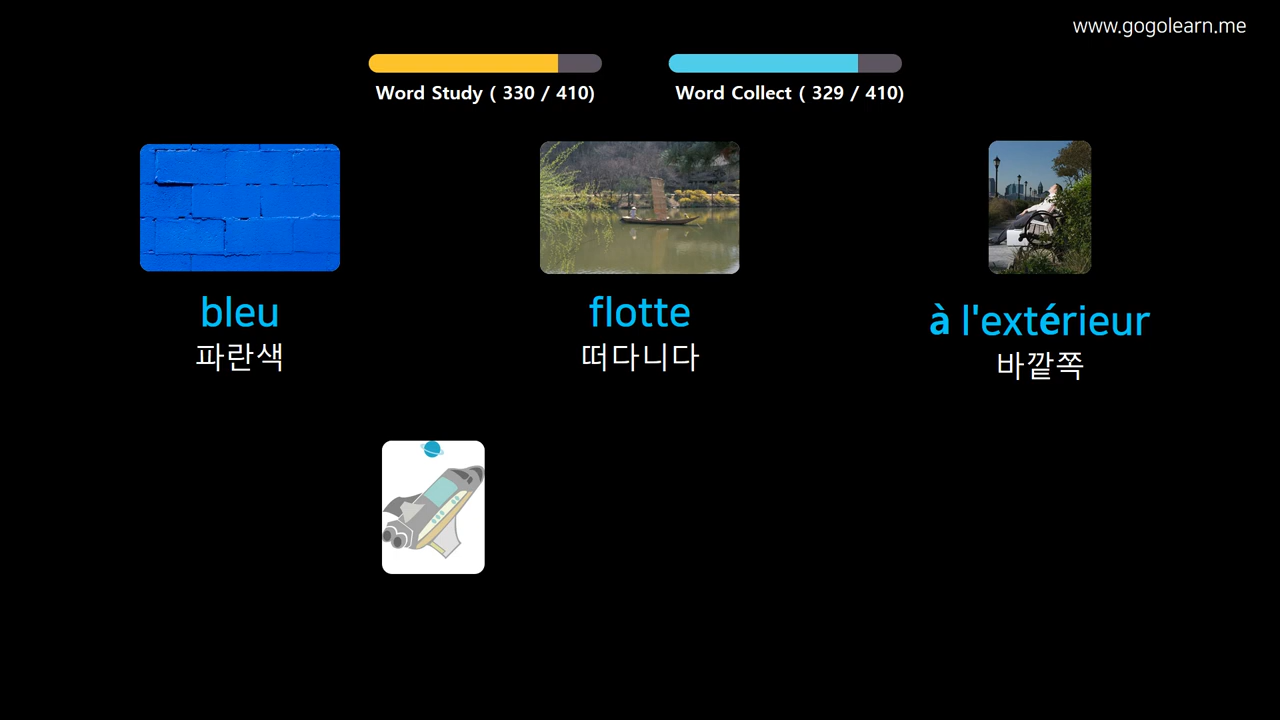 www.gogolearn.me
Word Study ( 330 / 410)
Word Collect ( 329 / 410)
bleu
파란색
flotte
떠다니다
à l'extérieur
바깥쪽